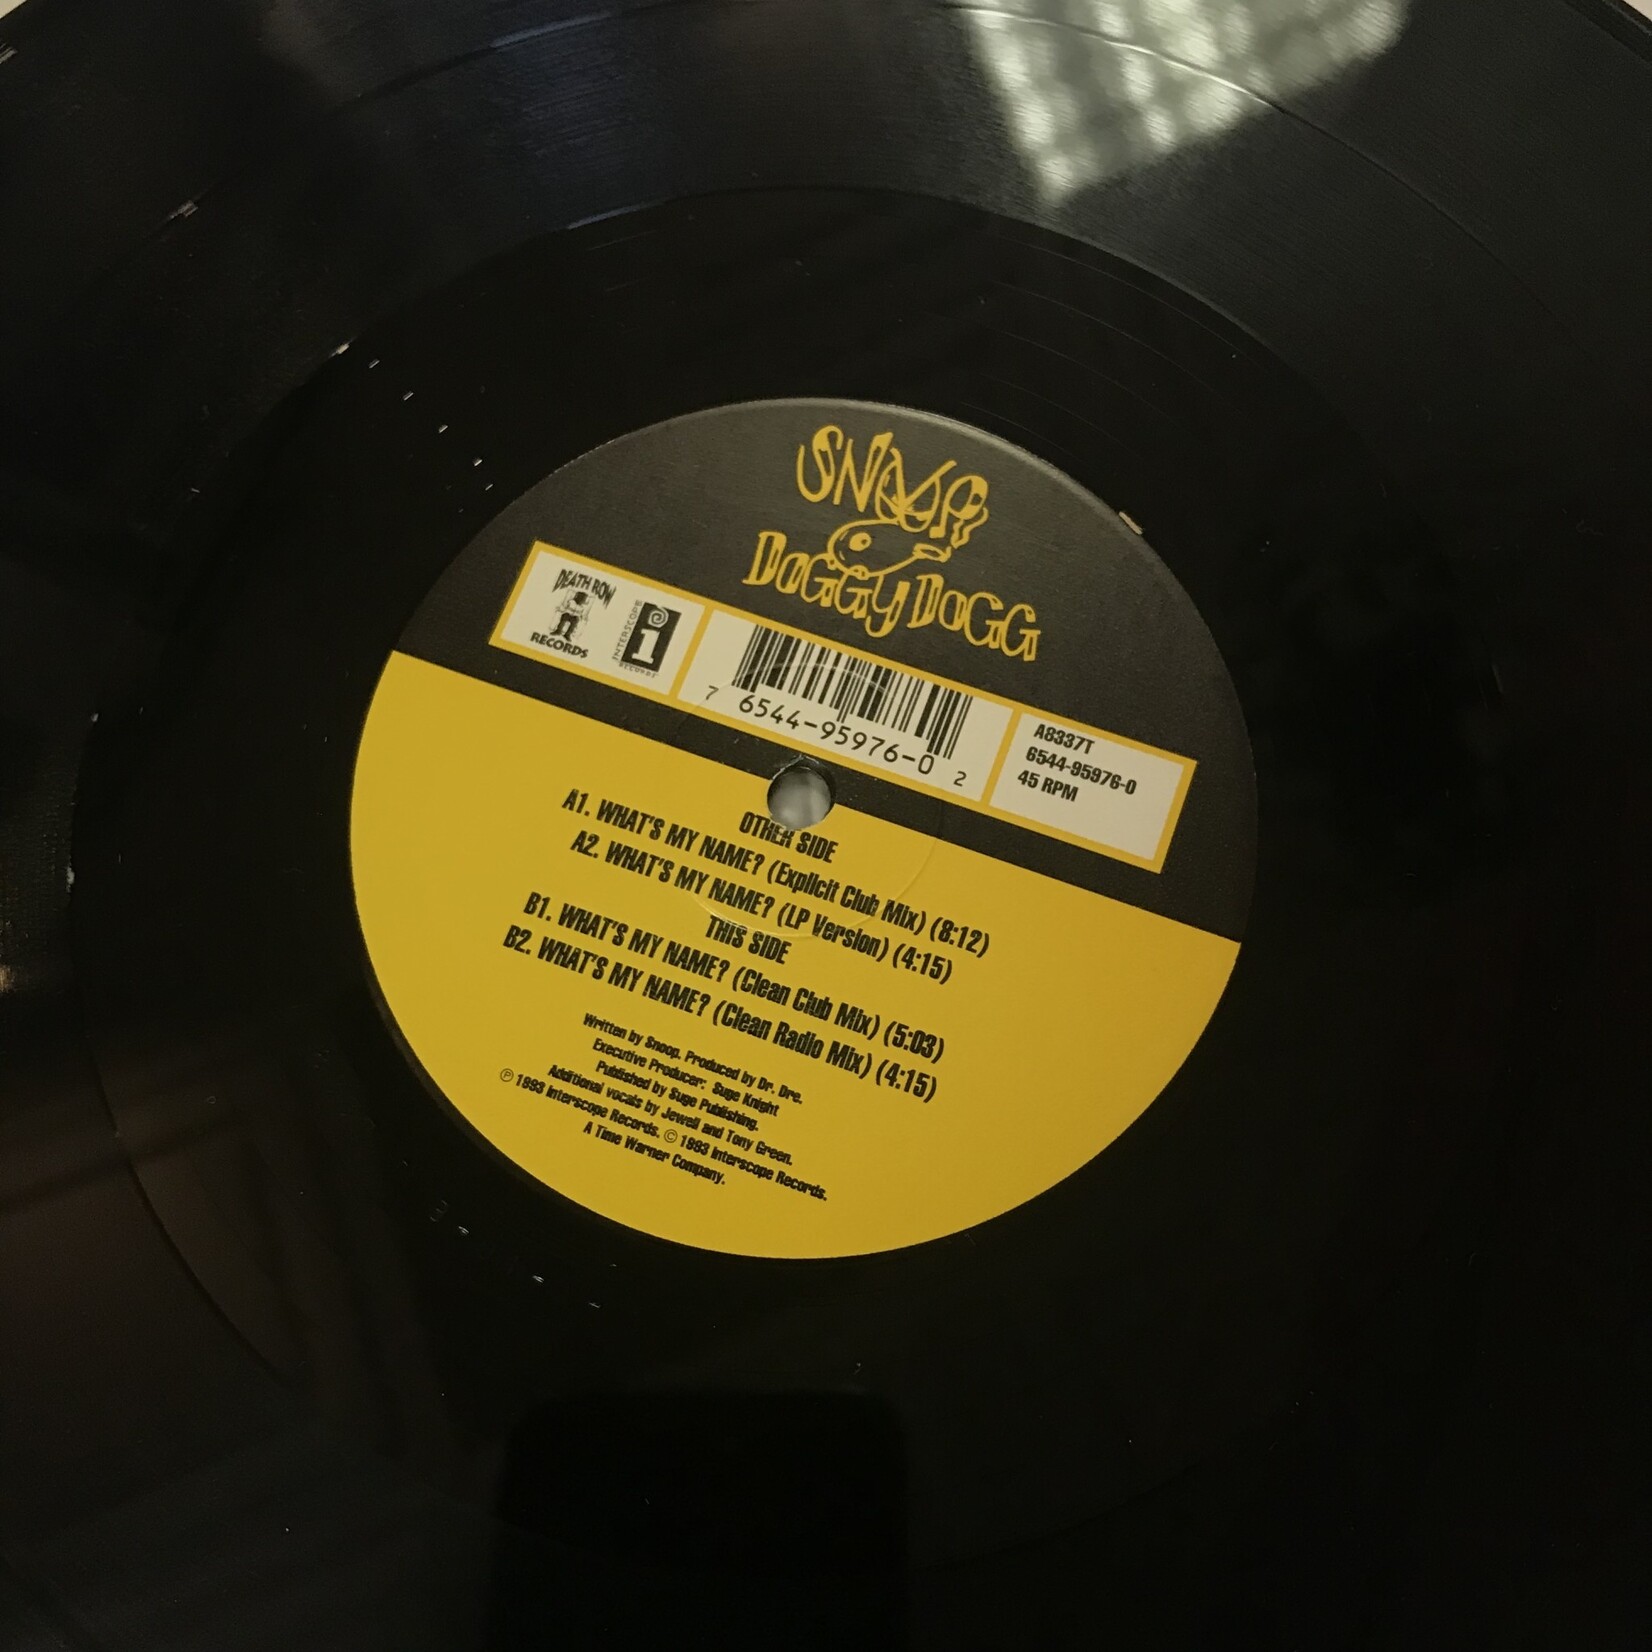 SNOOP
DOGGY DOGG
DEATH ROW
RECORDS
INTERSCOPE
RECORDS
7 6544-95976-0 2
A8337T
6544-95976-0
45 RPM
OTHER SIDE
A1. WHAT'S MY NAME? (Explicit Club Mix) (8:12)
A2. WHAT'S MY NAME? (LP Version) (4:15)
THIS SIDE
B1. WHAT'S MY NAME? (Clean Club Mix) (5:03)
B2. WHAT'S MY NAME? (Clean Radio Mix) (4:15)
Written by Snoop. Produced by Dr. Dre.
Executive Producer: Suge Knight
Published by Suge Publishing.
Additional vocals by Jewell and Tony Green.
℗ 1993 Interscope Records. © 1993 Interscope Records.
A Time Warner Company.